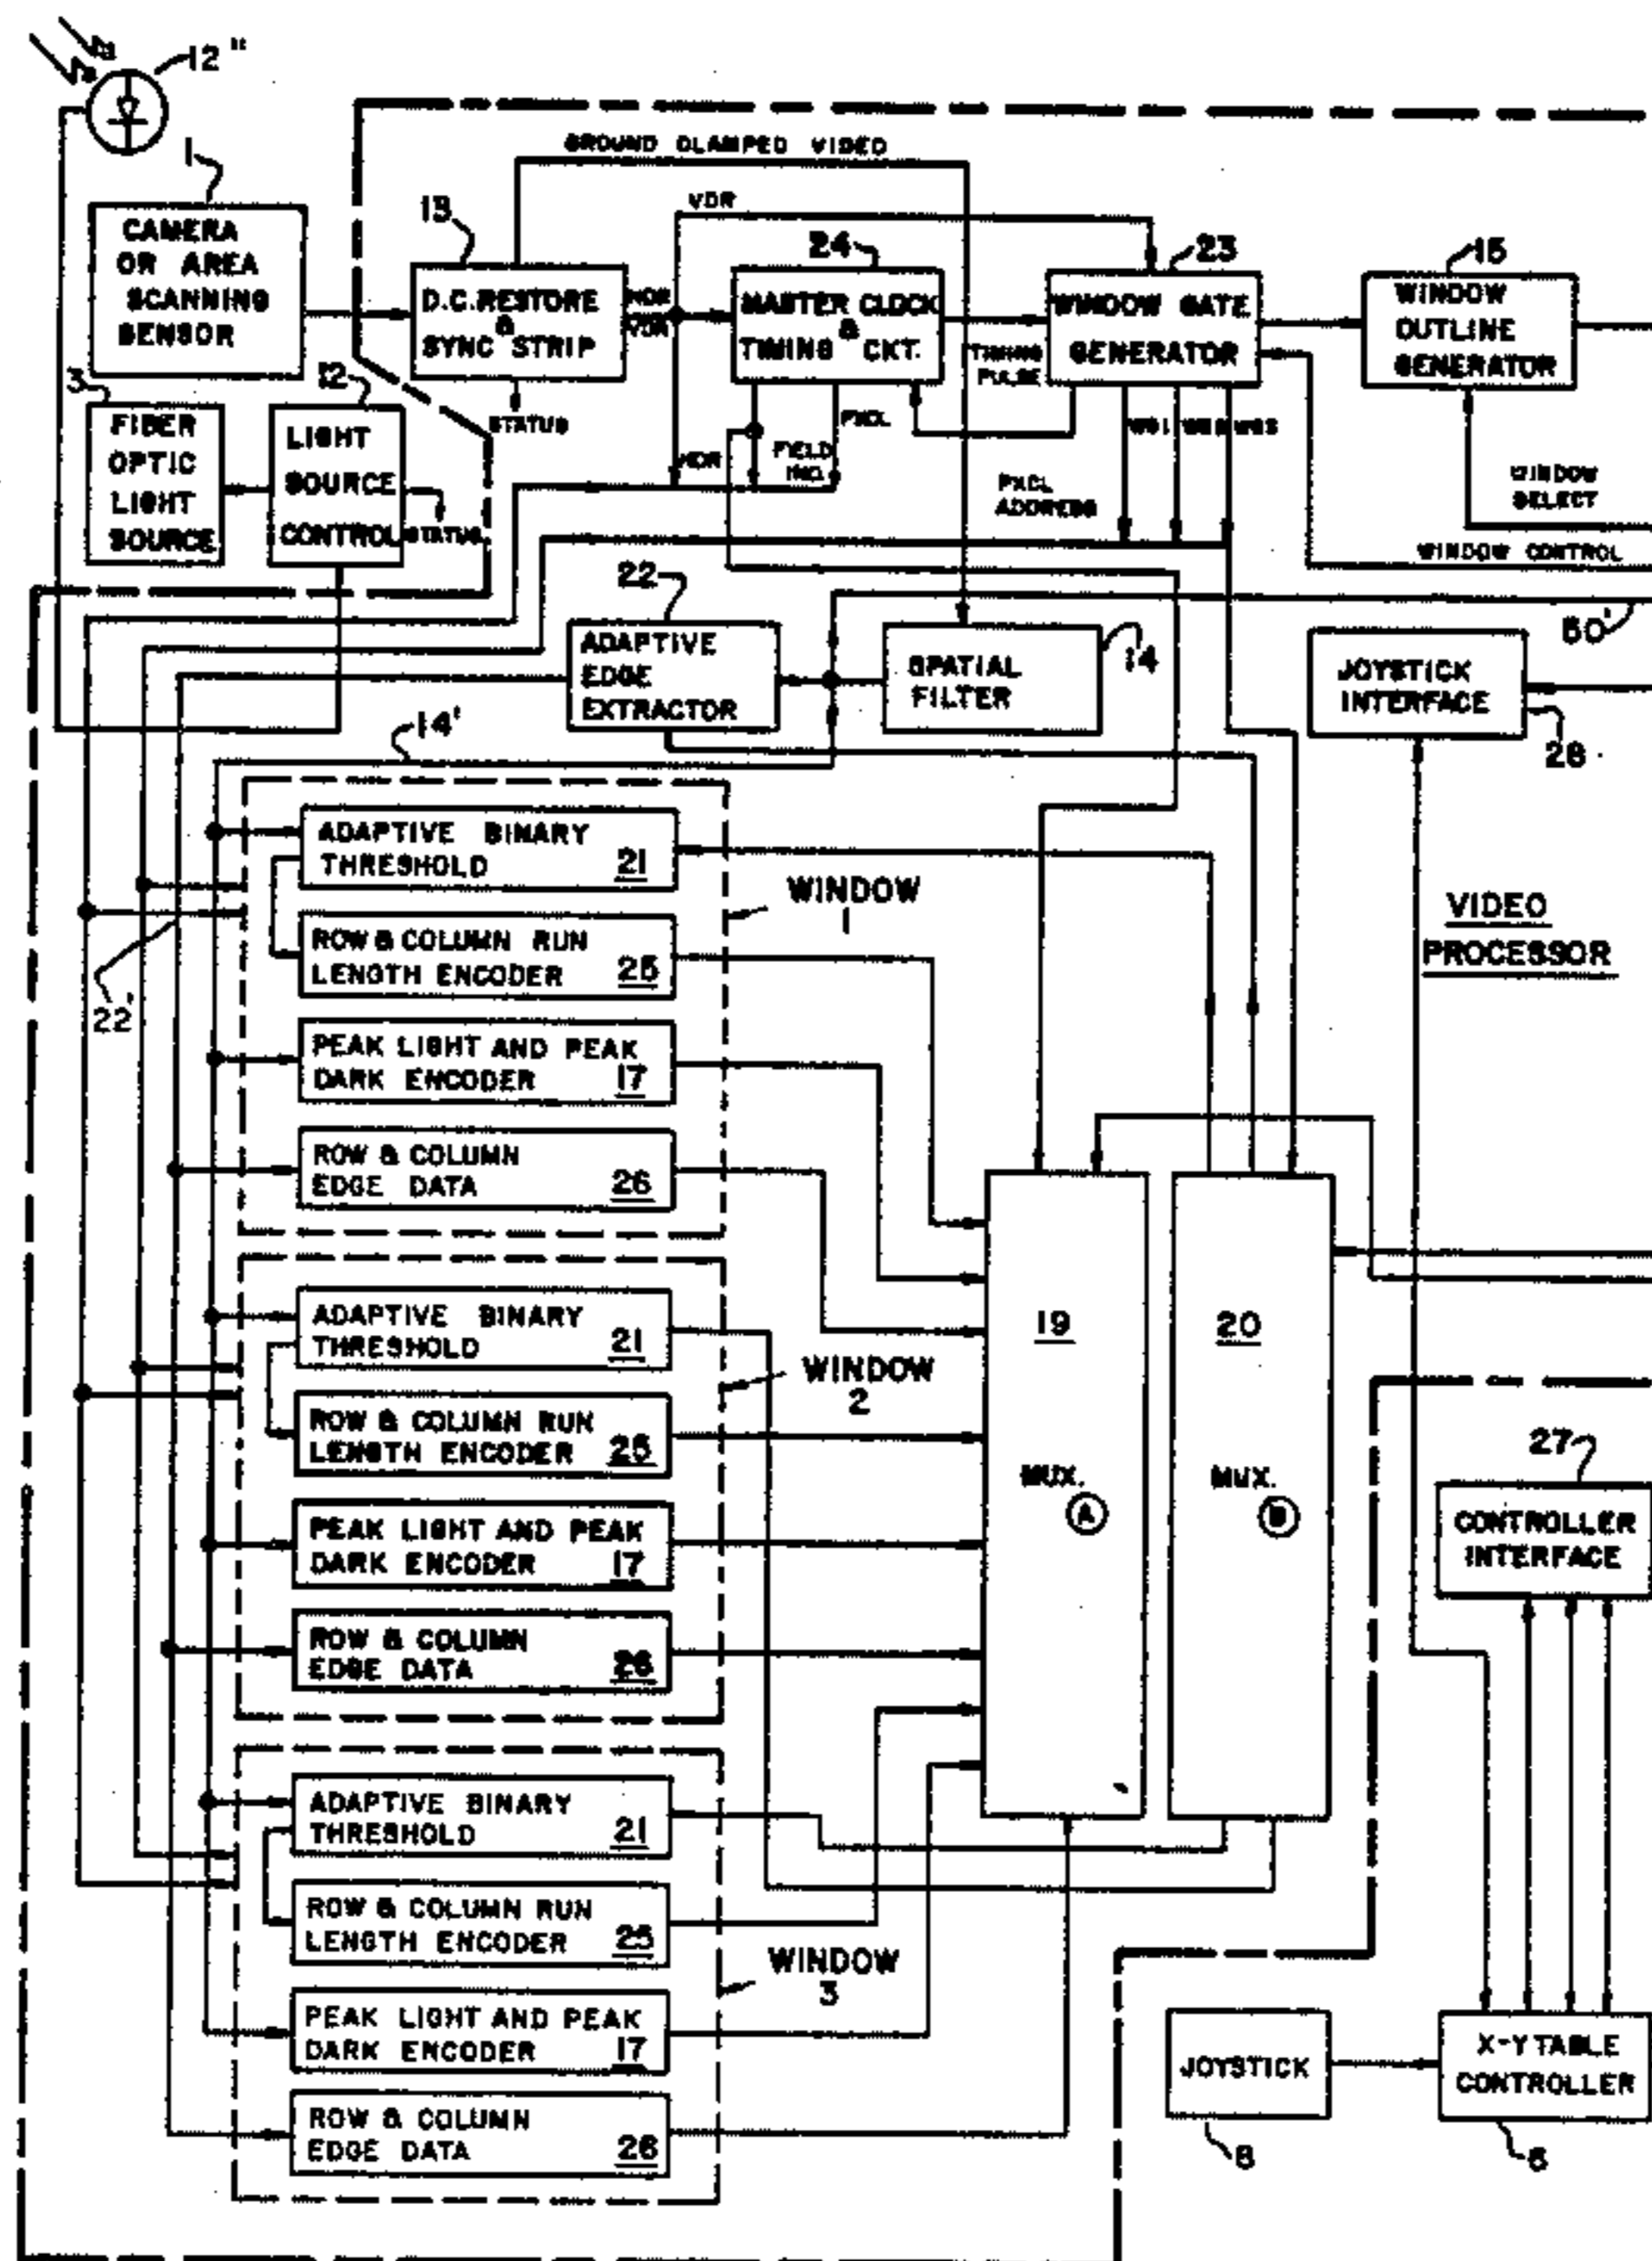 12"
1
CAMERA
OR AREA
SCANNING
SENSOR
3
FIBER
OPTIC
LIGHT
SOURCE
12
LIGHT
SOURCE
CONTROL
STATUS
GROUND CLAMPED VIDEO
13
D.C. RESTORE
&
SYNC STRIP
STATUS
HDR
VDR
VDR
24
MASTER CLOCK
&
TIMING CKT.
HDR
FIELD
IND.
PXCL
TIMING
PULSE
23
WINDOW GATE
GENERATOR
PXCL
ADDRESS
WG1 WG2 WG3
15
WINDOW
OUTLINE
GENERATOR
WINDOW
SELECT
WINDOW CONTROL
50'
22
ADAPTIVE
EDGE
EXTRACTOR
SPATIAL
FILTER
14
JOYSTICK
INTERFACE
28
14'
22'
ADAPTIVE BINARY
THRESHOLD 21
ROW & COLUMN RUN
LENGTH ENCODER 25
PEAK LIGHT AND PEAK
DARK ENCODER 17
ROW & COLUMN
EDGE DATA 26
WINDOW
1
VIDEO
PROCESSOR
ADAPTIVE BINARY
THRESHOLD 21
ROW & COLUMN RUN
LENGTH ENCODER 25
PEAK LIGHT AND PEAK
DARK ENCODER 17
ROW & COLUMN
EDGE DATA 26
WINDOW
2
19
MUX.
A
20
MUX.
B
27
CONTROLLER
INTERFACE
ADAPTIVE BINARY
THRESHOLD 21
ROW & COLUMN RUN
LENGTH ENCODER 25
PEAK LIGHT AND PEAK
DARK ENCODER 17
ROW & COLUMN
EDGE DATA 26
WINDOW
3
JOYSTICK
8
X-Y TABLE
CONTROLLER